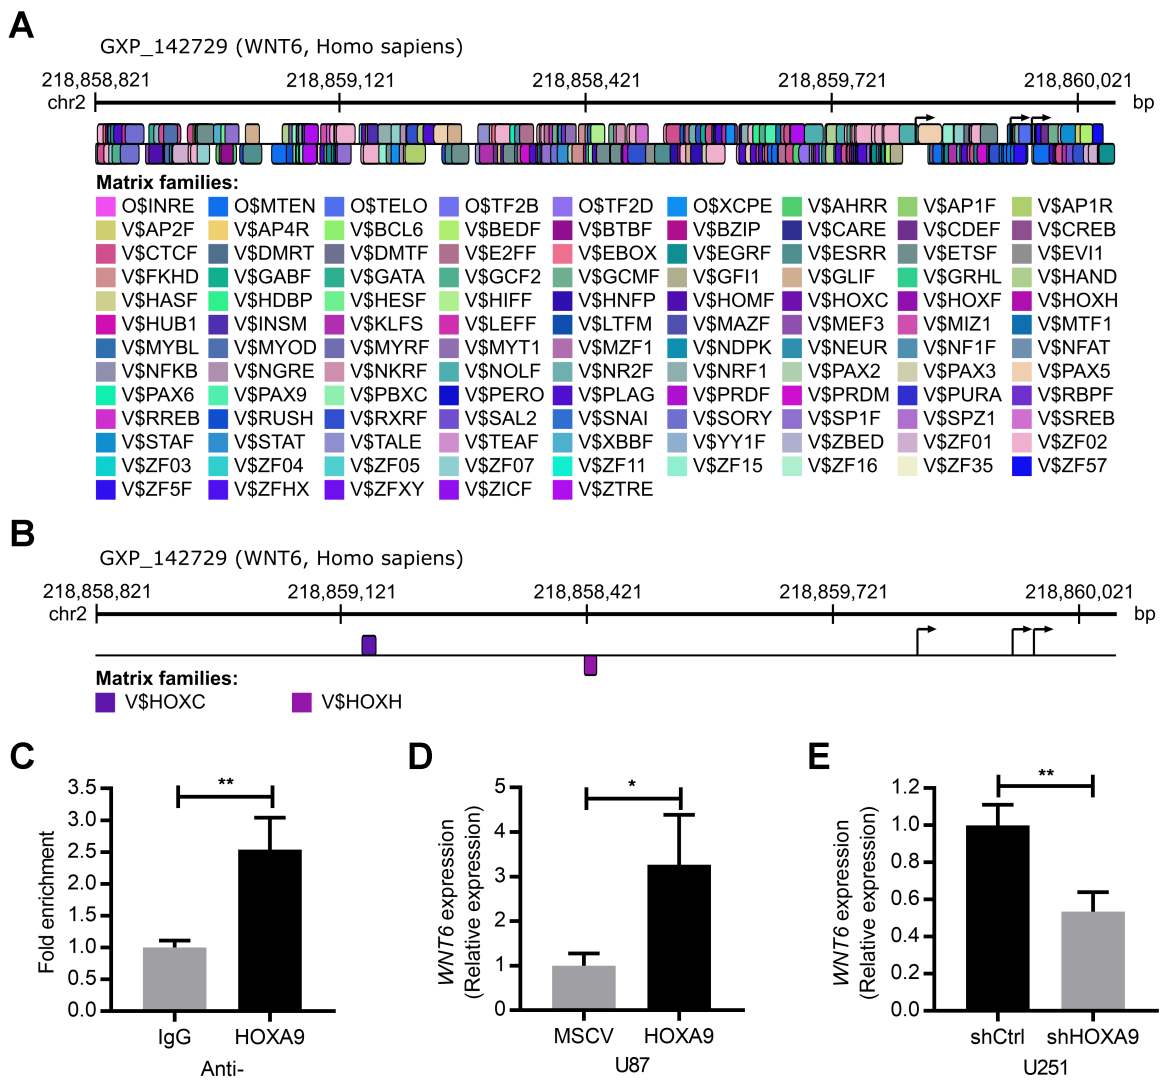 A
GXP_142729 (WNT6, Homo sapiens)
218,858,821 218,859,121 218,858,421 218,859,721 218,860,021
chr2 bp
Matrix families:
O$INRE O$MTEN O$TELO O$TF2B O$TF2D O$XCPE V$AHRR V$AP1F V$AP1R
V$AP2F V$AP4R V$BCL6 V$BEDF V$BTBF V$BZIP V$CARE V$CDEF V$CREB
V$CTCF V$DMRT V$DMTF V$E2FF V$EBOX V$EGRF V$ESRR V$ETSF V$EVI1
V$FKHD V$GABF V$GATA V$GCF2 V$GCMF V$GFI1 V$GLIF V$GRHL V$HAND
V$HASF V$HDBP V$HESF V$HIFF V$HNFP V$HOMF V$HOXC V$HOXF V$HOXH
V$HUB1 V$INSM V$KLFS V$LEFF V$LTFM V$MAZF V$MEF3 V$MIZ1 V$MTF1
V$MYBL V$MYOD V$MYRF V$MYT1 V$MZF1 V$NDPK V$NEUR V$NF1F V$NFAT
V$NFKB V$NGRE V$NKRF V$NOLF V$NR2F V$NRF1 V$PAX2 V$PAX3 V$PAX5
V$PAX6 V$PAX9 V$PBXC V$PERO V$PLAG V$PRDF V$PRDM V$PURA V$RBPF
V$RREB V$RUSH V$RXRF V$SAL2 V$SNAI V$SORY V$SP1F V$SPZ1 V$SREB
V$STAF V$STAT V$TALE V$TEAF V$XBBF V$YY1F V$ZBED V$ZF01 V$ZF02
V$ZF03 V$ZF04 V$ZF05 V$ZF07 V$ZF11 V$ZF15 V$ZF16 V$ZF35 V$ZF57
V$ZF5F V$ZFHX V$ZFXY V$ZICF V$ZTRE
B
GXP_142729 (WNT6, Homo sapiens)
218,858,821 218,859,121 218,858,421 218,859,721 218,860,021
chr2 bp
Matrix families:
V$HOXC V$HOXH
C
Fold enrichment
3.5
3.0
2.5
2.0
1.5
1.0
0.5
0.0
**
IgG HOXA9
Anti-
D
WNT6 expression
(Relative expression)
5
4
3
2
1
0
*
MSCV HOXA9
U87
E
WNT6 expression
(Relative expression)
1.2
1.0
0.8
0.6
0.4
0.2
0.0
**
shCtrl shHOXA9
U251